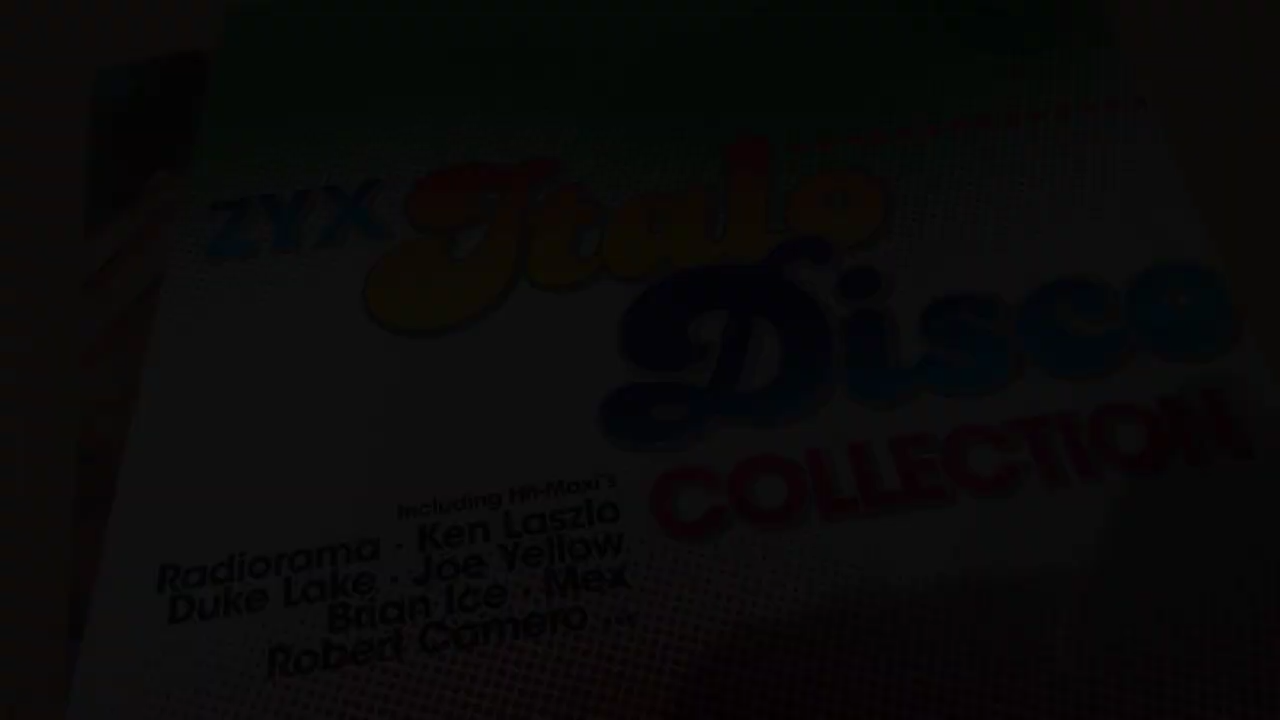 ZYX Italo
Disco
COLLECTION
Including Hit-Maxi's
Radiorama · Ken Laszlo
Duke Lake · Joe Yellow
Brian Ice · Mex
Robert Camero